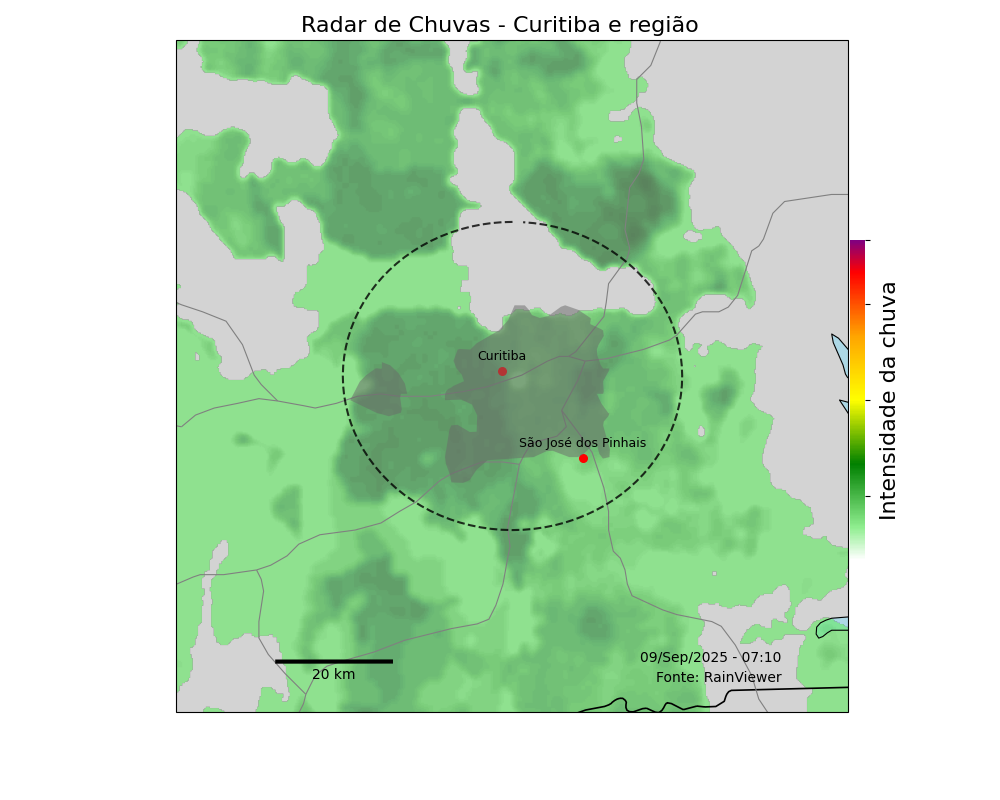 Radar de Chuvas - Curitiba e região
Curitiba
São José dos Pinhais
Intensidade da chuva
09/Sep/2025 - 07:10
Fonte: RainViewer
20 km